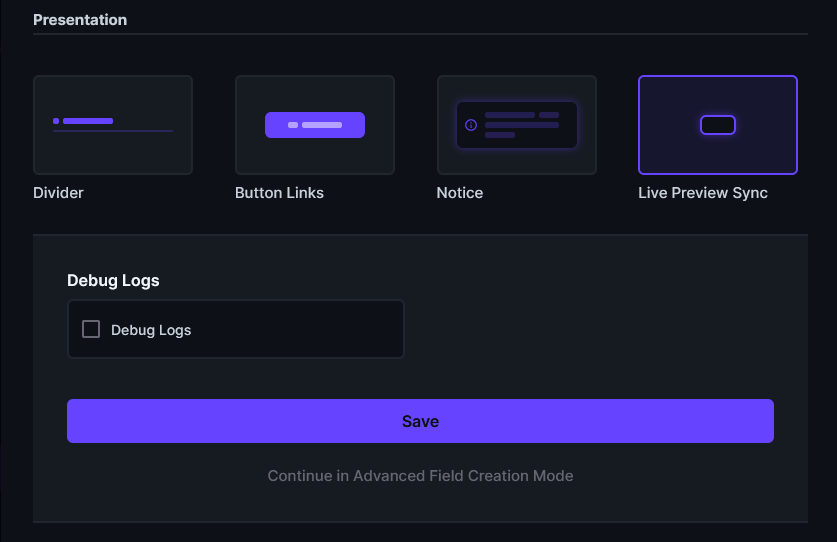 Presentation
Divider
Button Links
Notice
Live Preview Sync
Debug Logs
Debug Logs
Save
Continue in Advanced Field Creation Mode